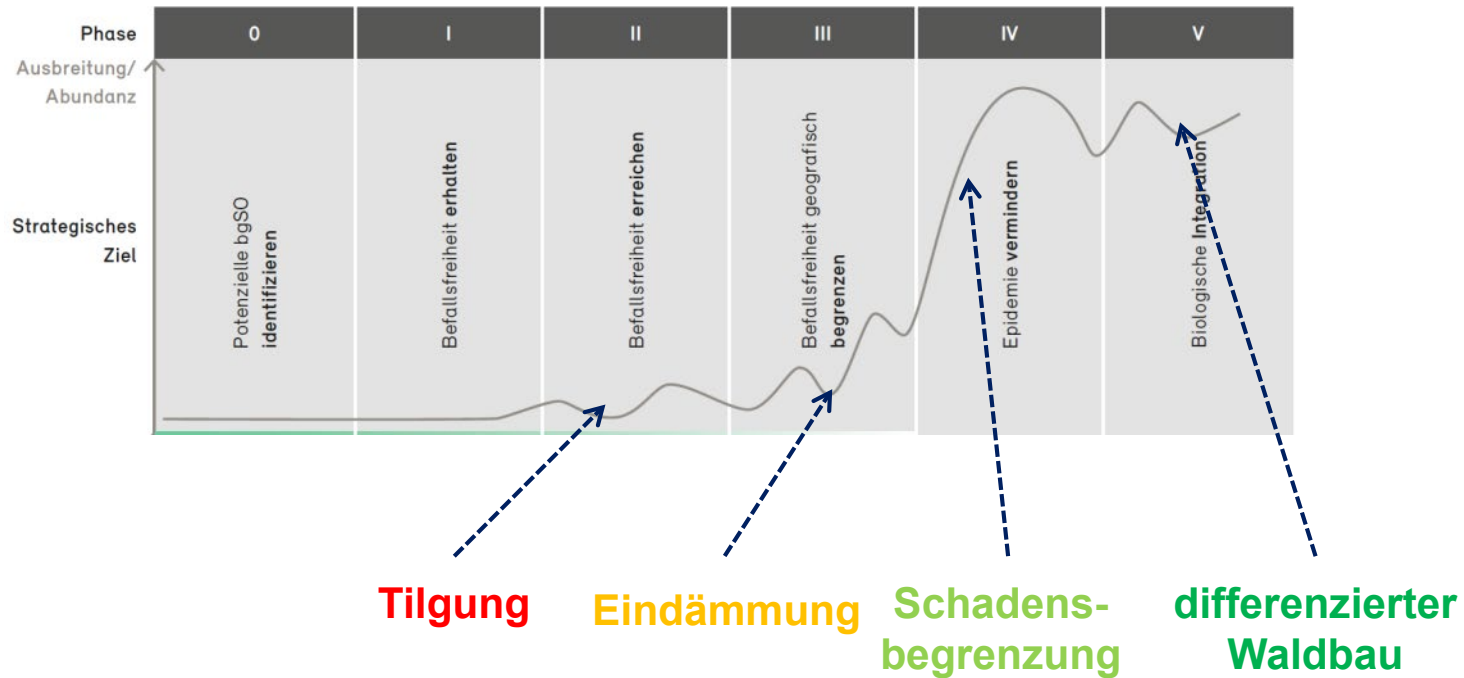 Phase
0
I
II
III
IV
V
Ausbreitung/
Abundanz
Strategisches
Ziel
Potenzielle bgSO
identifizieren
Befallsfreiheit erhalten
Befallsfreiheit erreichen
Befallsfreiheit geografisch
begrenzen
Epidemie vermindern
Biologische Integration
Tilgung
Eindämmung
Schadens-
begrenzung
differenzierter
Waldbau